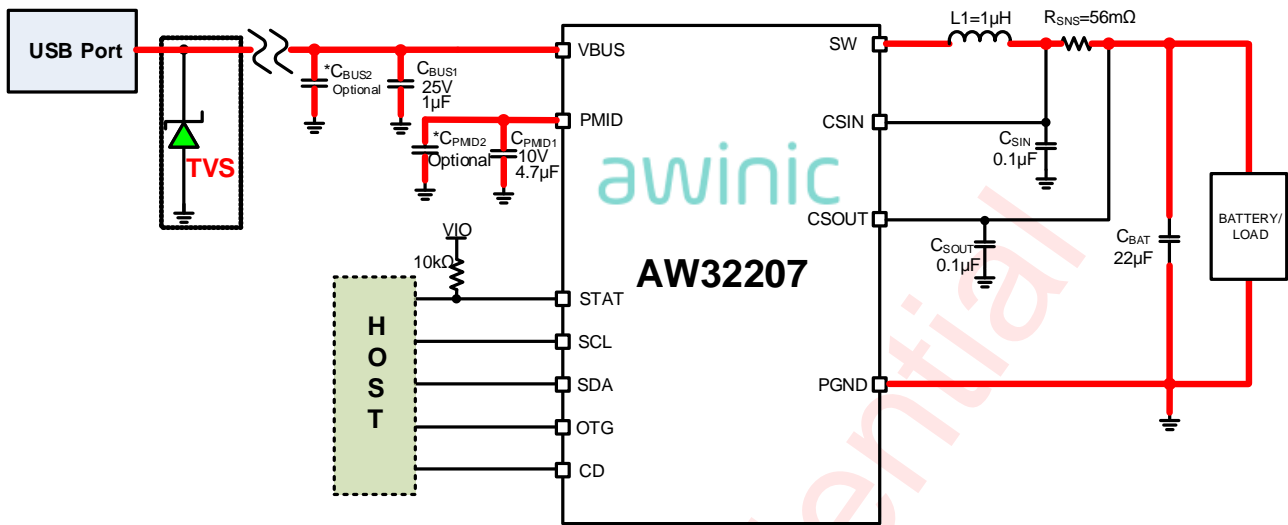 USB Port
TVS
*CBUS2
Optional
CBUS1
25V
1µF
*CPMID2
Optional
CPMID1
10V
4.7µF
VIO
10kΩ
HOST
VBUS
PMID
STAT
SCL
SDA
OTG
CD
awinic
AW32207
SW
CSIN
CSOUT
PGND
L1=1µH
RSNS=56mΩ
CSIN
0.1µF
CSOUT
0.1µF
CBAT
22µF
BATTERY/
LOAD